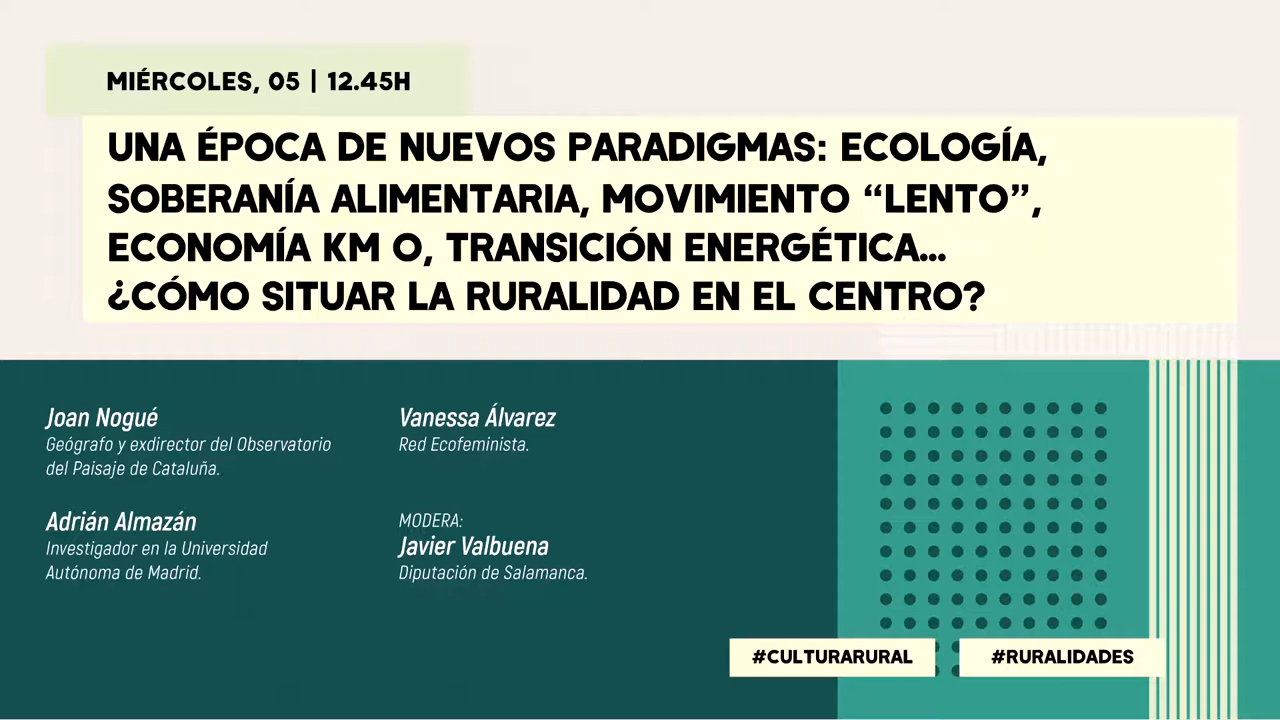 MIÉRCOLES, 05 | 12.45H
UNA ÉPOCA DE NUEVOS PARADIGMAS: ECOLOGÍA,
SOBERANÍA ALIMENTARIA, MOVIMIENTO “LENTO”,
ECONOMÍA KM 0, TRANSICIÓN ENERGÉTICA...
¿CÓMO SITUAR LA RURALIDAD EN EL CENTRO?
Joan Nogué
Geógrafo y exdirector del Observatorio
del Paisaje de Cataluña.
Adrián Almazán
Investigador en la Universidad
Autónoma de Madrid.
Vanessa Álvarez
Red Ecofeminista.
MODERA:
Javier Valbuena
Diputación de Salamanca.
#CULTURARURAL
#RURALIDADES